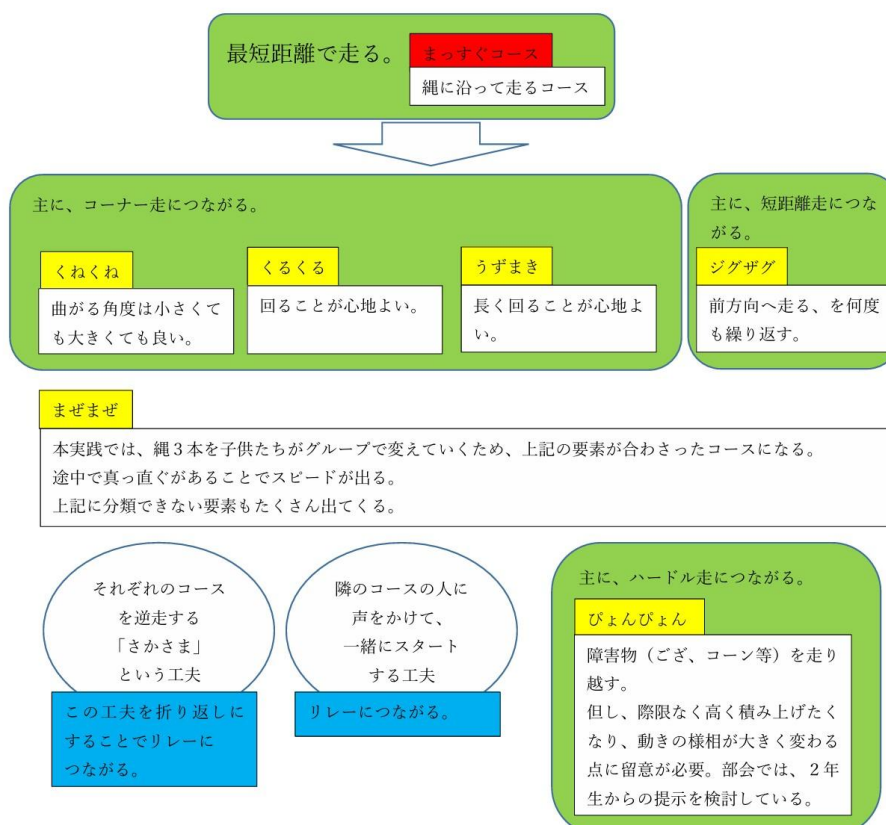 最短距離で走る。
まっすぐコース
縄に沿って走るコース
主に、コーナー走につながる。
くねくね
曲がる角度は小さくて
も大きくても良い。
くるくる
回ることが心地よい。
うずまき
長く回ることが心地よ
い。
主に、短距離走につな
がる。
ジグザグ
前方向へ走る、を何度
も繰り返す。
まぜまぜ
本実践では、縄３本を子供たちがグループで変えていくため、上記の要素が合わさったコースになる。
途中で真っ直ぐがあることでスピードが出る。
上記に分類できない要素もたくさん出てくる。
それぞれのコース
を逆走する
「さかさま」
という工夫
この工夫を折り返しに
することでリレーに
つながる。
隣のコースの人に
声をかけて、
一緒にスタート
する工夫
リレーにつながる。
主に、ハードル走につながる。
ぴょんぴょん
障害物（ござ、コーン等）を走り
越す。
但し、際限なく高く積み上げたく
なり、動きの様相が大きく変わる
点に留意が必要。部会では、２年
生からの提示を検討している。